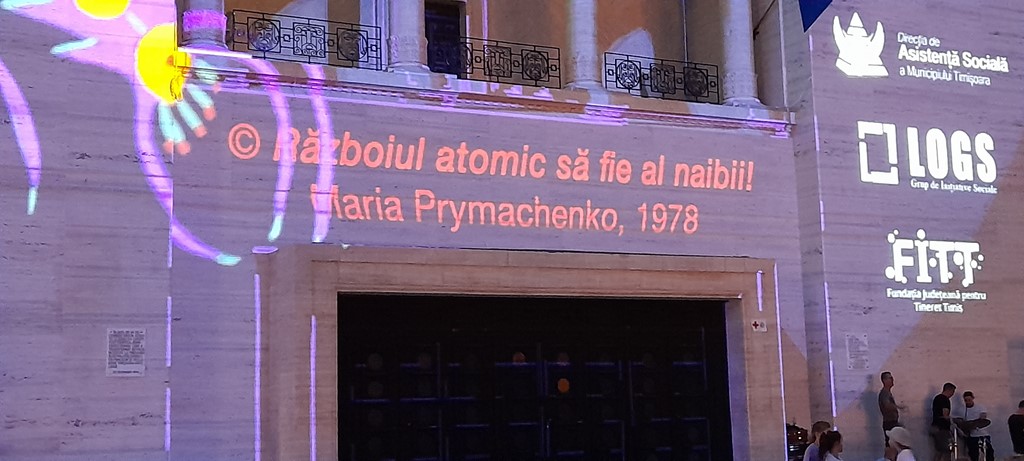 © Războiul atomic să fie al naibii!
Maria Prymachenko, 1978
Direcția de
Asistență Socială
a Municipiului Timișoara
LOGS
Grup de Inițiative Sociale
FITT
Fundația Județeană pentru
Tineret Timis